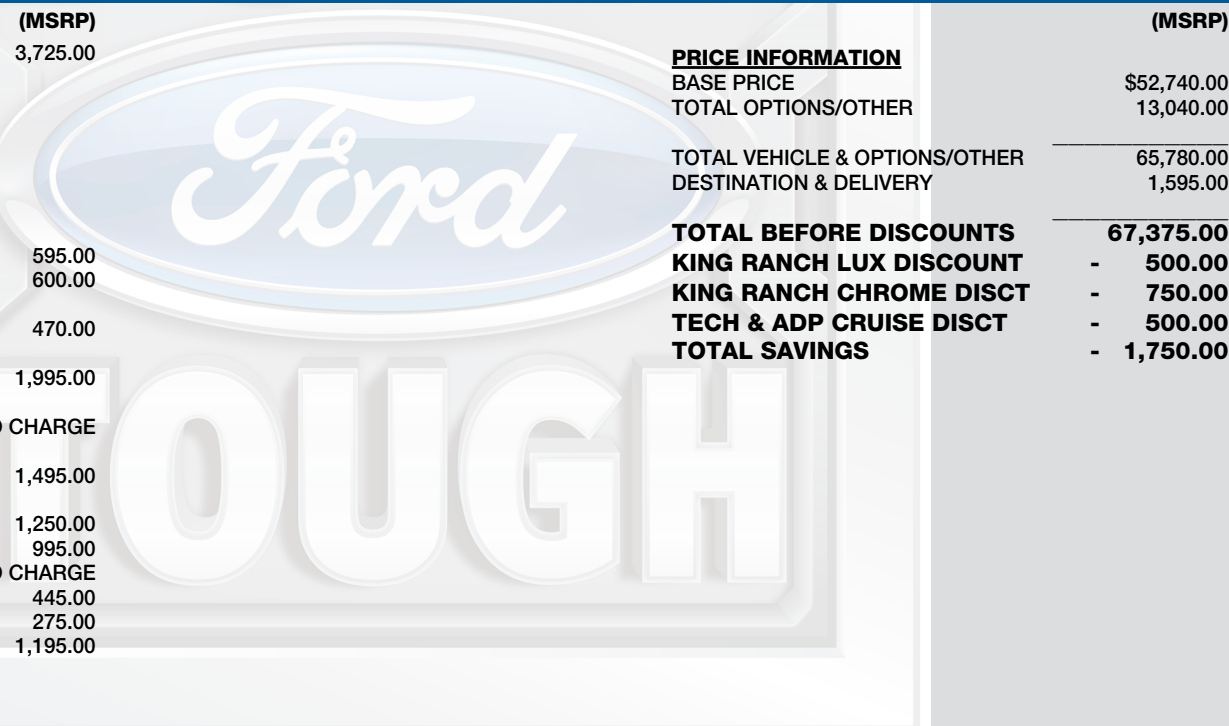 (MSRP)
3,725.00
595.00
600.00
470.00
1,995.00
CHARGE
1,495.00
1,250.00
995.00
CHARGE
445.00
275.00
1,195.00
Ford
TOUGH
(MSRP)
PRICE INFORMATION
BASE PRICE $52,740.00
TOTAL OPTIONS/OTHER 13,040.00
TOTAL VEHICLE & OPTIONS/OTHER 65,780.00
DESTINATION & DELIVERY 1,595.00
TOTAL BEFORE DISCOUNTS 67,375.00
KING RANCH LUX DISCOUNT - 500.00
KING RANCH CHROME DISCT - 750.00
TECH & ADP CRUISE DISCT - 500.00
TOTAL SAVINGS - 1,750.00